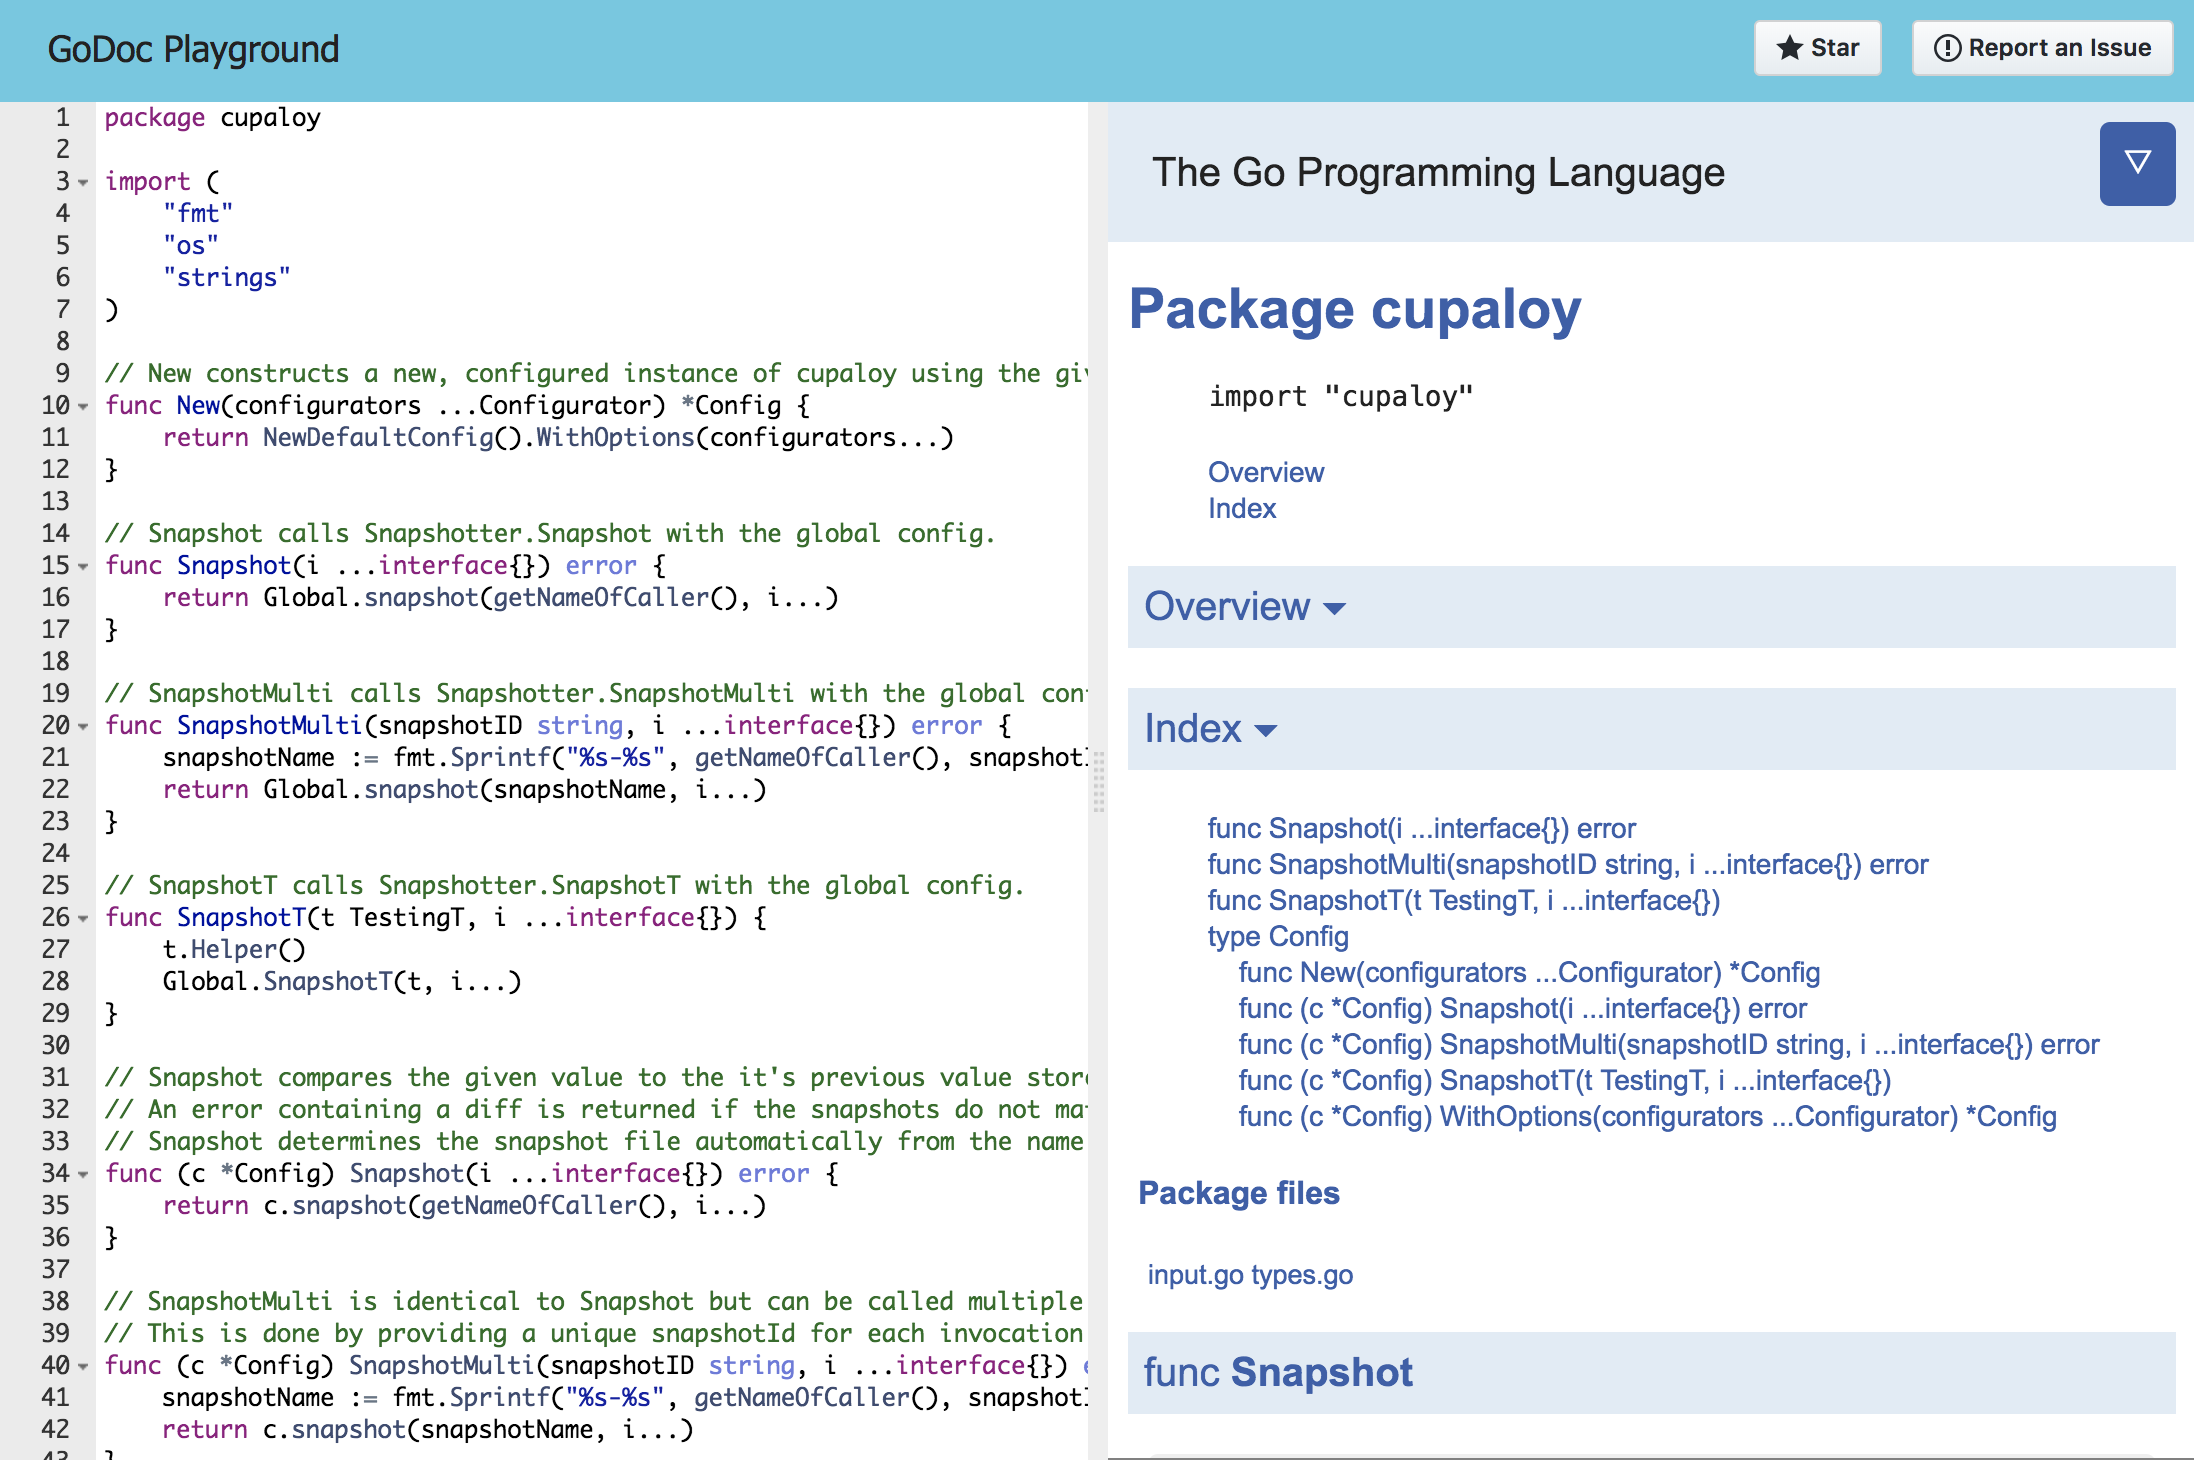 GoDoc Playground
Star
Report an Issue
1 package cupaloy
2
3 import (
4 "fmt"
5 "os"
6 "strings"
7 )
8
9 // New constructs a new, configured instance of cupaloy using the
10 func New(configurators ...Configurator) *Config {
11 return NewDefaultConfig().WithOptions(configurators...)
12 }
13
14 // Snapshot calls Snapshotter.Snapshot with the global config.
15 func Snapshot(i ...interface{}) error {
16 return Global.snapshot(getNameOfCaller(), i...)
17 }
18
19 // SnapshotMulti calls Snapshotter.SnapshotMulti with the global
20 func SnapshotMulti(snapshotID string, i ...interface{}) error {
21 snapshotName := fmt.Sprintf("%s-%s", getNameOfCaller(),
22 return Global.snapshot(snapshotName, i...)
23 }
24
25 // SnapshotT calls Snapshotter.SnapshotT with the global config.
26 func SnapshotT(t TestingT, i ...interface{}) {
27 t.Helper()
28 Global.SnapshotT(t, i...)
29 }
30
31 // Snapshot compares the given value to the it's previous value
32 // An error containing a diff is returned if the snapshots do not
33 // Snapshot determines the snapshot file automatically from the name
34 func (c *Config) Snapshot(i ...interface{}) error {
35 return c.snapshot(getNameOfCaller(), i...)
36 }
37
38 // SnapshotMulti is identical to Snapshot but can be called multiple
39 // This is done by providing a unique snapshotId for each invocation
40 func (c *Config) SnapshotMulti(snapshotID string, i ...interface{})
41 snapshotName := fmt.Sprintf("%s-%s", getNameOfCaller(),
42 return c.snapshot(snapshotName, i...)
The Go Programming Language
Package cupaloy
import "cupaloy"
Overview
Index
Overview
Index
func Snapshot(i ...interface{}) error
func SnapshotMulti(snapshotID string, i ...interface{}) error
func SnapshotT(t TestingT, i ...interface{})
type Config
func New(configurators ...Configurator) *Config
func (c *Config) Snapshot(i ...interface{}) error
func (c *Config) SnapshotMulti(snapshotID string, i ...interface{}) error
func (c *Config) SnapshotT(t TestingT, i ...interface{})
func (c *Config) WithOptions(configurators ...Configurator) *Config
Package files
input.go types.go
func Snapshot